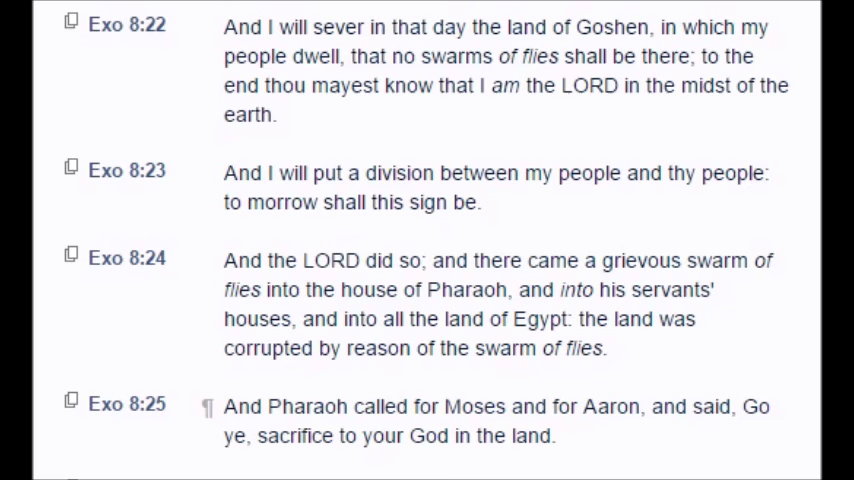 Exo 8:22 And I will sever in that day the land of Goshen, in which my
people dwell, that no swarms of flies shall be there; to the
end thou mayest know that I am the LORD in the midst of the
earth.
Exo 8:23 And I will put a division between my people and thy people:
to morrow shall this sign be.
Exo 8:24 And the LORD did so; and there came a grievous swarm of
flies into the house of Pharaoh, and into his servants'
houses, and into all the land of Egypt: the land was
corrupted by reason of the swarm of flies.
Exo 8:25 ¶ And Pharaoh called for Moses and for Aaron, and said, Go
ye, sacrifice to your God in the land.